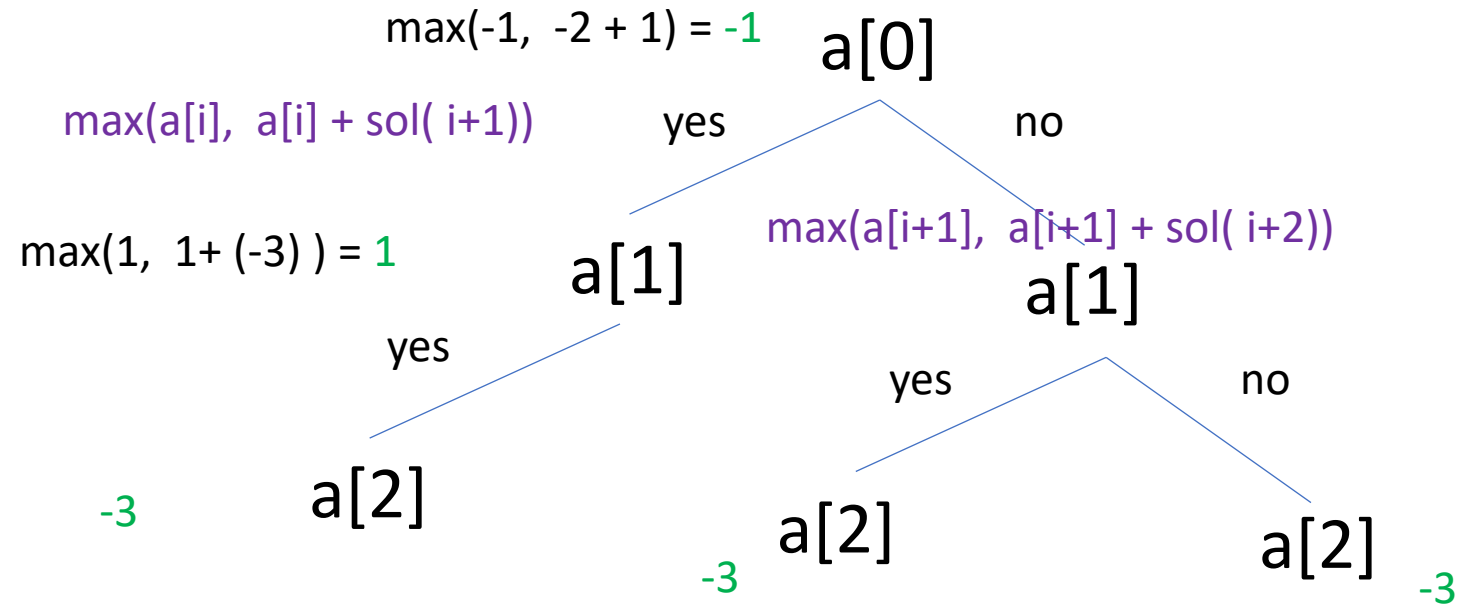 max(-1, -2 + 1) = -1
a[0]
max(a[i], a[i] + sol( i+1))
yes
no
max(1, 1+ (-3) ) = 1
a[1]
max(a[i+1], a[i+1] + sol( i+2))
a[1]
yes
yes
no
-3
a[2]
-3
a[2]
a[2]
-3